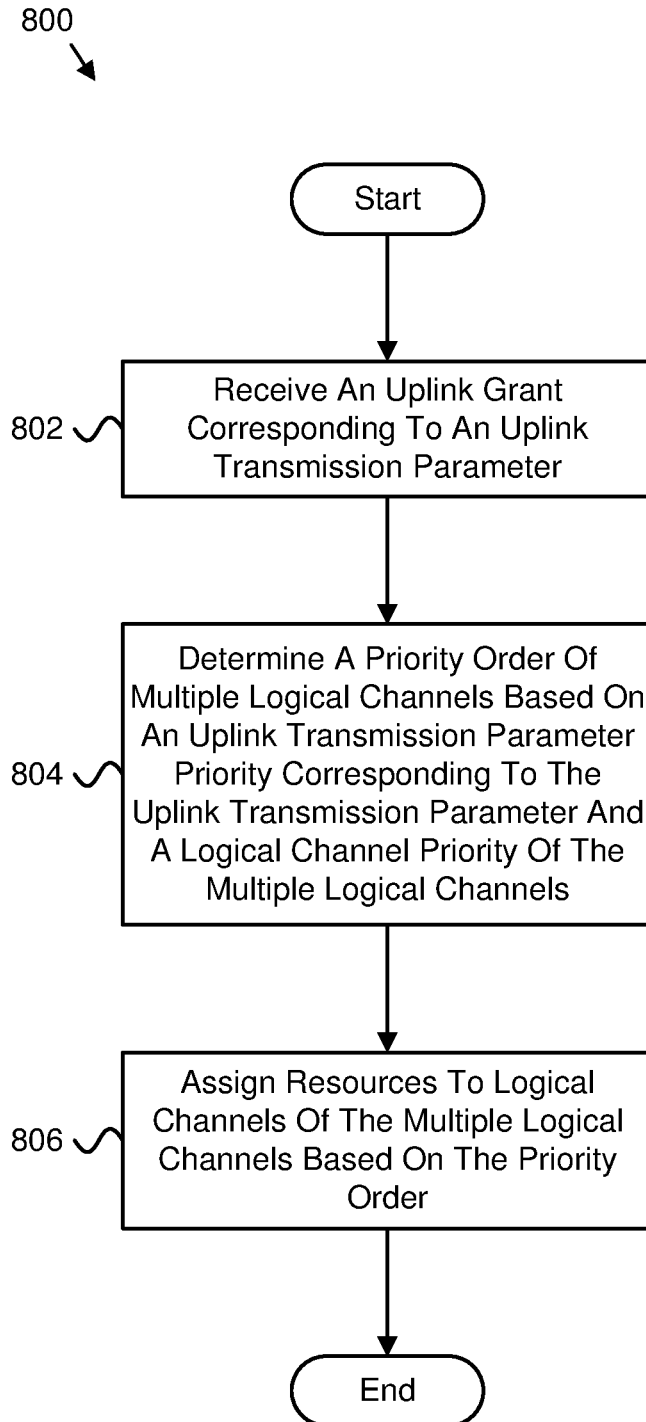 800
Start
802
Receive An Uplink Grant
Corresponding To An Uplink
Transmission Parameter
804
Determine A Priority Order Of
Multiple Logical Channels Based On
An Uplink Transmission Parameter
Priority Corresponding To The
Uplink Transmission Parameter And
A Logical Channel Priority Of The
Multiple Logical Channels
806
Assign Resources To Logical
Channels Of The Multiple Logical
Channels Based On The Priority
Order
End